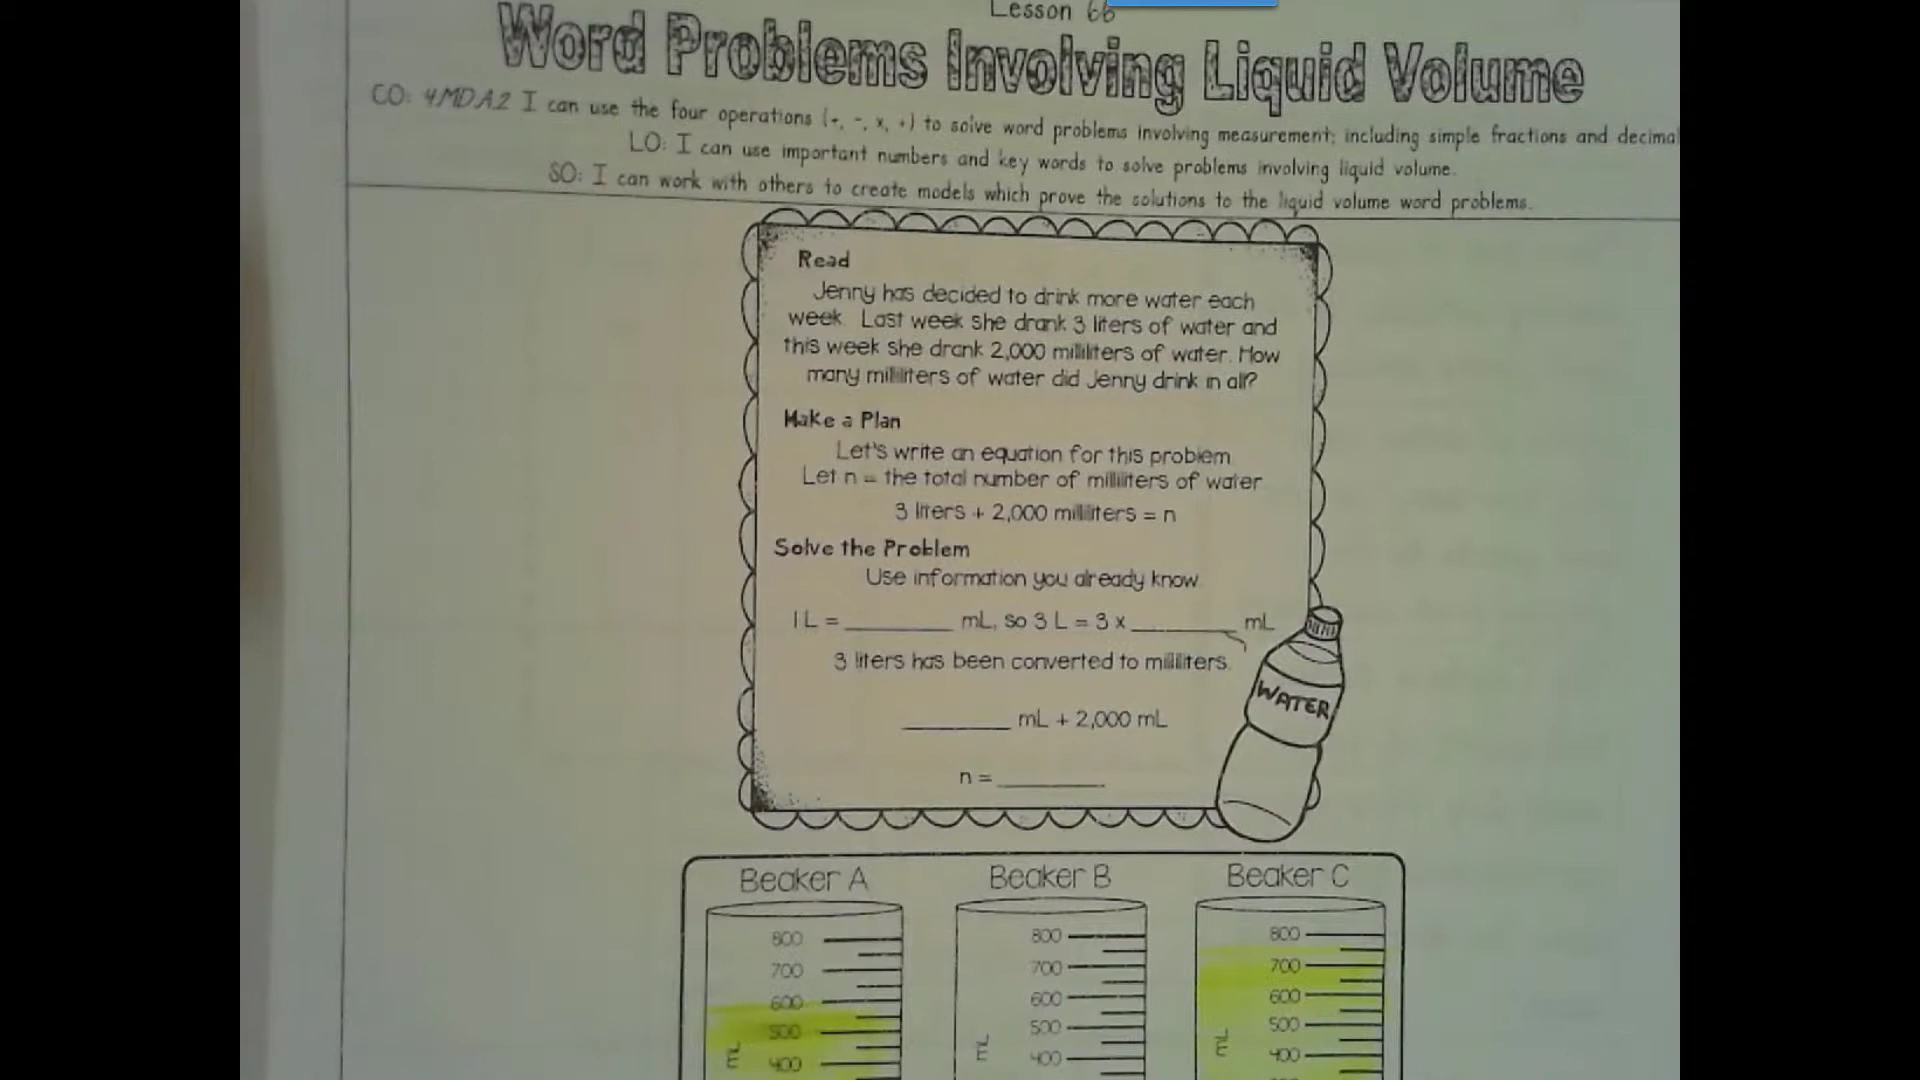 Lesson 66
Word Problems Involving Liquid Volume
CO: 4.MD.A.2 I can use the four operations (+, -, x, ÷) to solve word problems involving measurement; including simple fractions and decimal
LO: I can use important numbers and key words to solve problems involving liquid volume.
SO: I can work with others to create models which prove the solutions to the liquid volume word problems.
Read
Jenny has decided to drink more water each
week. Last week she drank 3 liters of water and
this week she drank 2,000 milliliters of water. How
many milliliters of water did Jenny drink in all?
Make a Plan
Let's write an equation for this problem.
Let n = the total number of milliliters of water
3 liters + 2,000 milliliters = n
Solve the Problem
Use information you already know.
1 L = ________ mL, so 3 L = 3 x ________ mL
3 liters has been converted to milliliters.
WATER
________ mL + 2,000 mL
n = ________
Beaker A Beaker B Beaker C
800 800 800
700 700 700
600 600 600
500 500 500
mL mL mL
400 400 400